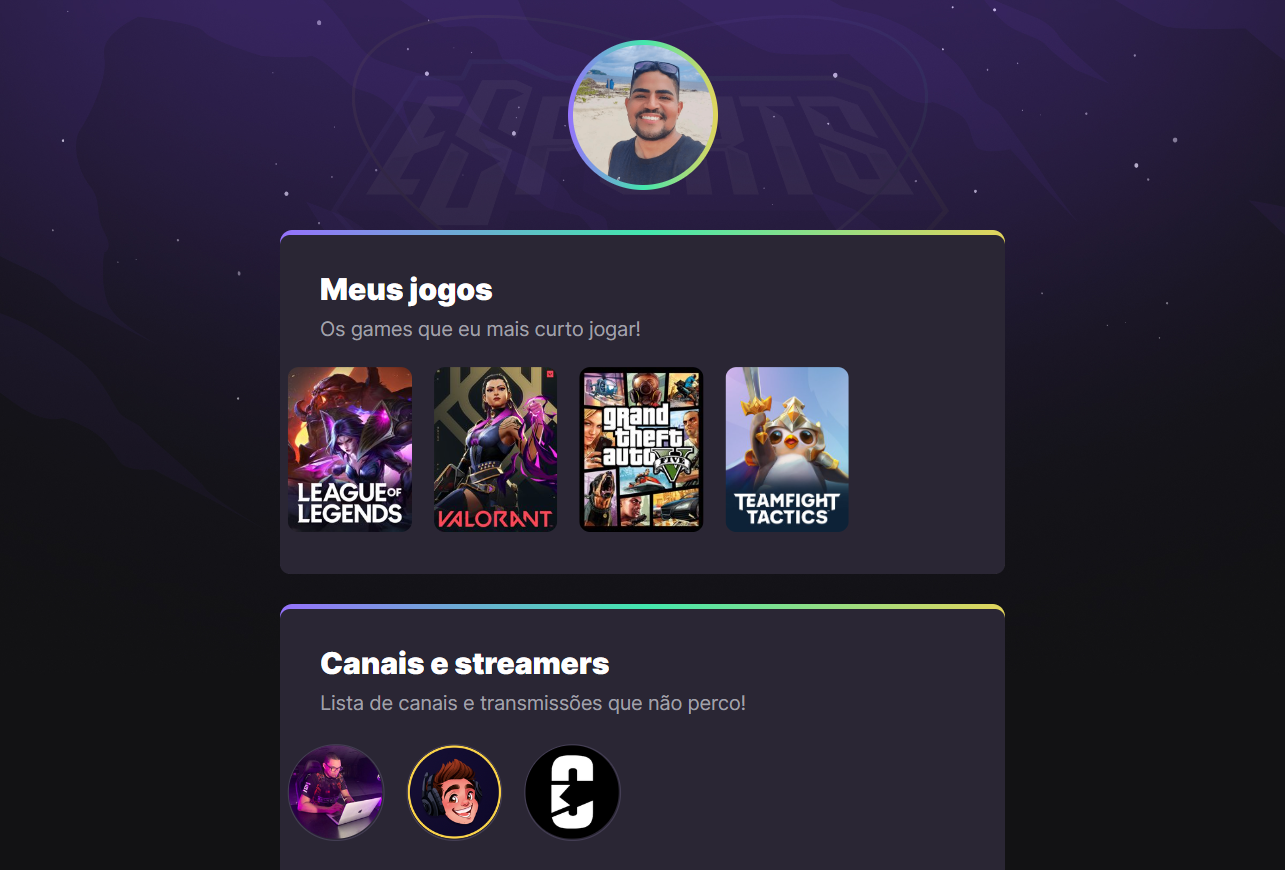 ESPORTS
Meus jogos
Os games que eu mais curto jogar!
LEAGUE OF
LEGENDS
VALORANT
grand
theft
auto
V
FIVE
TEAMFIGHT
TACTICS
Canais e streamers
Lista de canais e transmissões que não perco!